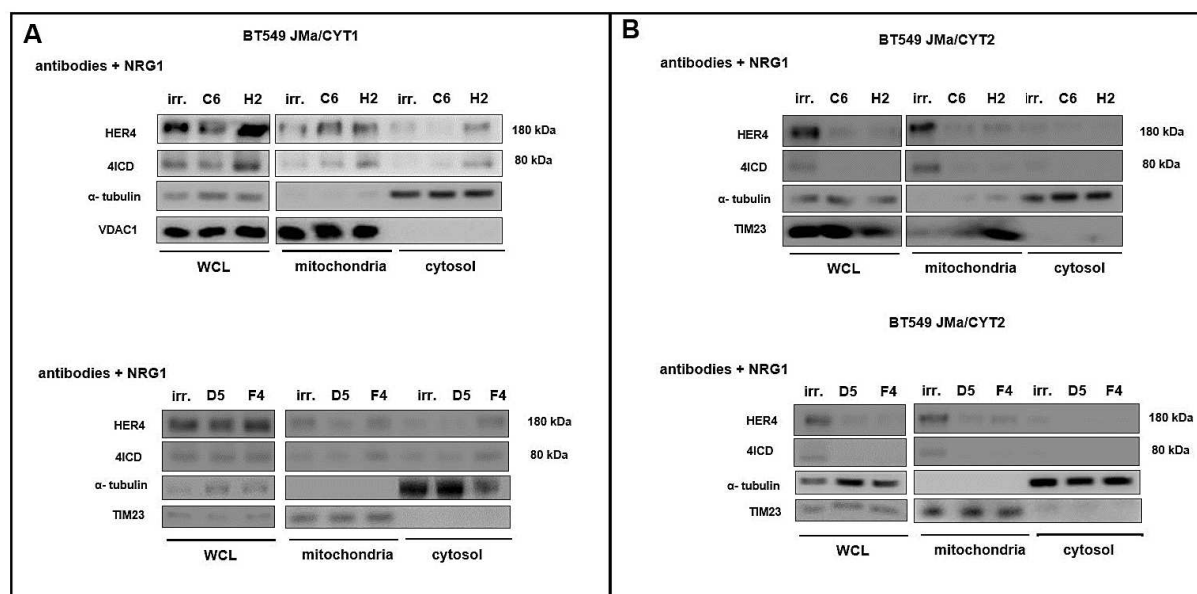 A
BT549 JMa/CYT1
antibodies + NRG1
irr. C6 H2 irr. C6 H2 irr. C6 H2
HER4 180 kDa
4ICD 80 kDa
α- tubulin
VDAC1
WCL mitochondria cytosol
antibodies + NRG1
irr. D5 F4 irr. D5 F4 irr. D5 F4
HER4 180 kDa
4ICD 80 kDa
α- tubulin
TIM23
WCL mitochondria cytosol
B
BT549 JMa/CYT2
antibodies + NRG1
irr. C6 H2 irr. C6 H2 irr. C6 H2
HER4 180 kDa
4ICD 80 kDa
α- tubulin
TIM23
WCL mitochondria cytosol
BT549 JMa/CYT2
antibodies + NRG1
irr. D5 F4 irr. D5 F4 irr. D5 F4
HER4 180 kDa
4ICD 80 kDa
α- tubulin
TIM23
WCL mitochondria cytosol